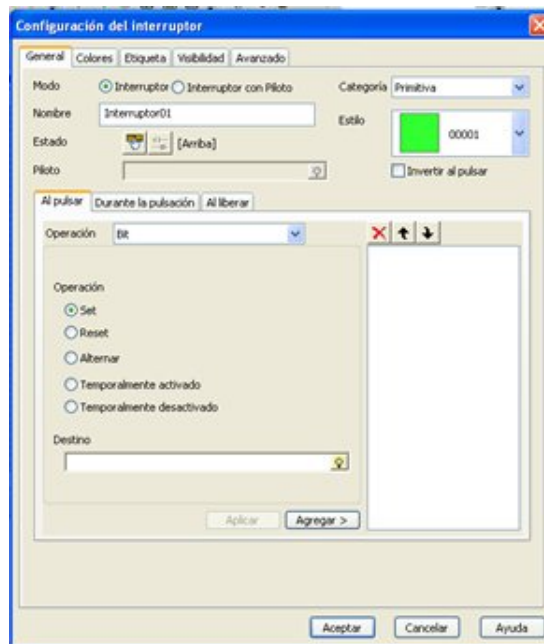 Configuración del interruptor
General Colores Etiqueta Visibilidad Avanzado
Modo Interruptor Interruptor con Piloto Categoría Primitiva
Nombre Interruptor01
Estilo 00001
Estado [Arriba]
Piloto Invertir al pulsar
Al pulsar Durante la pulsación Al liberar
Operación Bit
Operación
Set
Reset
Alternar
Temporalmente activado
Temporalmente desactivado
Destino
Aplicar Agregar >
Aceptar Cancelar Ayuda